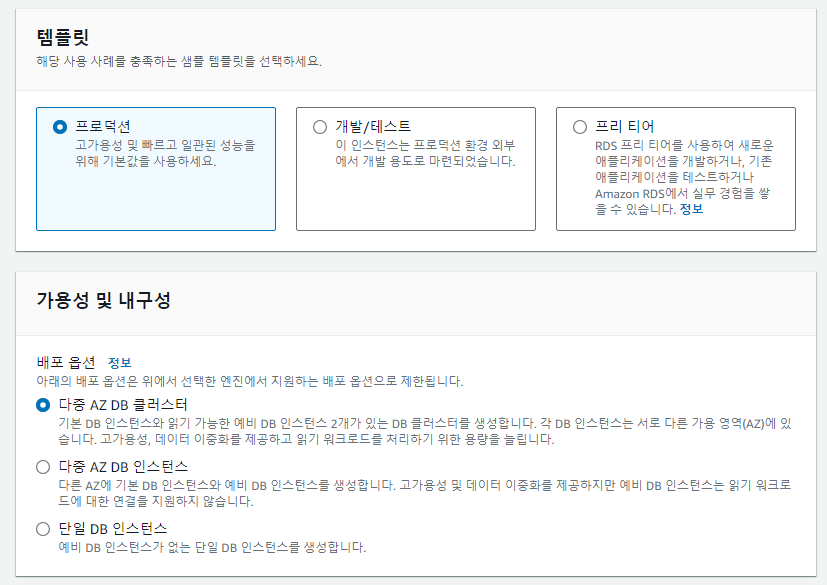 템플릿
해당 사용 사례를 충족하는 샘플 템플릿을 선택하세요.
프로덕션
고가용성 및 빠르고 일관된 성능을
위해 기본값을 사용하세요.
개발/테스트
이 인스턴스는 프로덕션 환경 외부
에서 개발 용도로 마련되었습니다.
프리 티어
RDS 프리 티어를 사용하여 새로운
애플리케이션을 개발하거나, 기존
애플리케이션을 테스트하거나
Amazon RDS에서 실무 경험을 쌓
을 수 있습니다. 정보
가용성 및 내구성
배포 옵션 정보
아래의 배포 옵션은 위에서 선택한 엔진에서 지원하는 배포 옵션으로 제한됩니다.
다중 AZ DB 클러스터
기본 DB 인스턴스와 읽기 가능한 예비 DB 인스턴스 2개가 있는 DB 클러스터를 생성합니다. 각 DB 인스턴스는 서로 다른 가용 영역(AZ)에 있
습니다. 고가용성, 데이터 이중화를 제공하고 읽기 워크로드를 처리하기 위한 용량을 늘립니다.
다중 AZ DB 인스턴스
다른 AZ에 기본 DB 인스턴스와 예비 DB 인스턴스를 생성합니다. 고가용성 및 데이터 이중화를 제공하지만 예비 DB 인스턴스는 읽기 워크로
드에 대한 연결을 지원하지 않습니다.
단일 DB 인스턴스
예비 DB 인스턴스가 없는 단일 DB 인스턴스를 생성합니다.